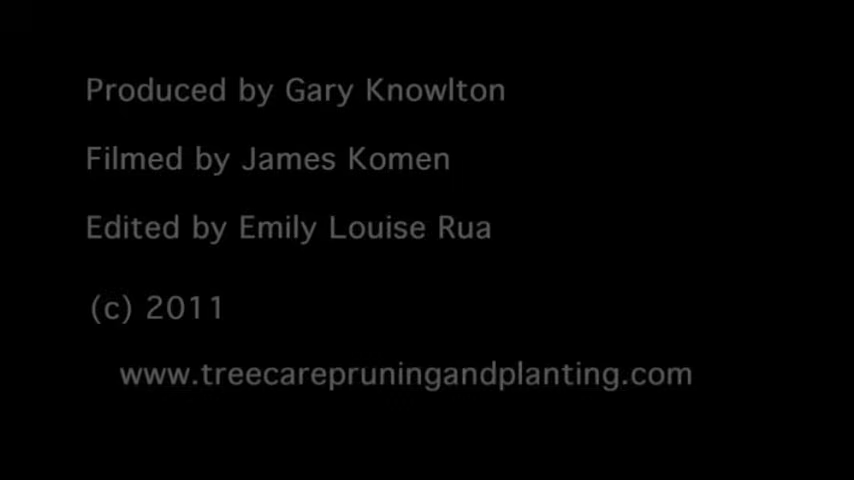 Produced by Gary Knowlton
Filmed by James Komen
Edited by Emily Louise Rua
(c) 2011
www.treecarepruningandplanting.com